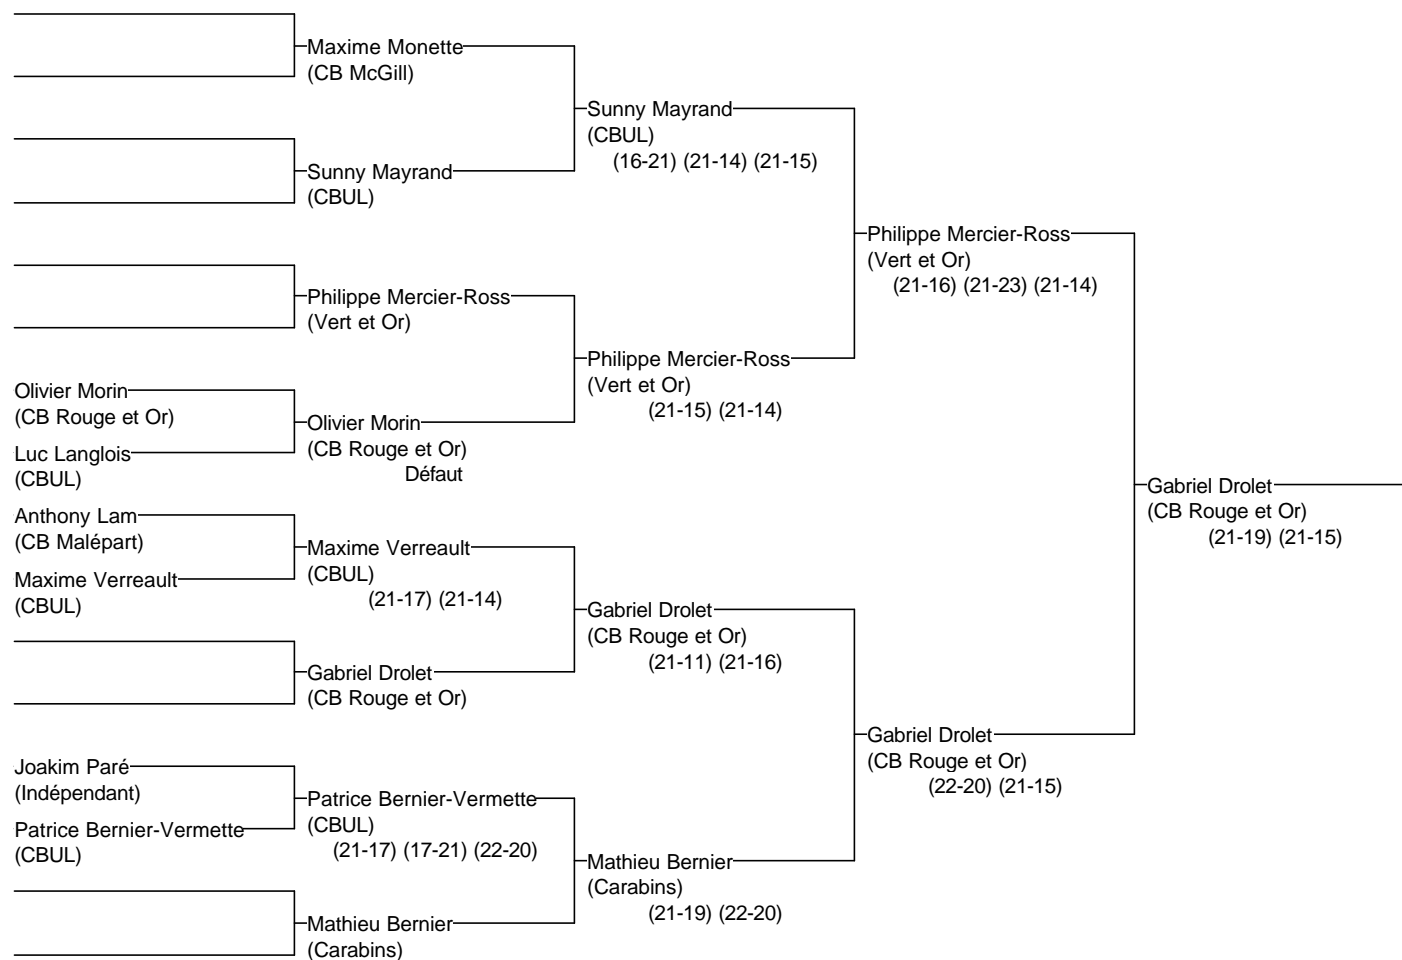 Maxime Monette
(CB McGill)
Sunny Mayrand
(CBUL)
(16-21) (21-14) (21-15)
Sunny Mayrand
(CBUL)
Philippe Mercier-Ross
(Vert et Or)
(21-16) (21-23) (21-14)
Philippe Mercier-Ross
(Vert et Or)
Philippe Mercier-Ross
(Vert et Or)
(21-15) (21-14)
Olivier Morin
(CB Rouge et Or)
Olivier Morin
(CB Rouge et Or)
Défaut
Luc Langlois
(CBUL)
Gabriel Drolet
(CB Rouge et Or)
(21-19) (21-15)
Anthony Lam
(CB Malépart)
Maxime Verreault
(CBUL)
(21-17) (21-14)
Maxime Verreault
(CBUL)
Gabriel Drolet
(CB Rouge et Or)
(21-11) (21-16)
Gabriel Drolet
(CB Rouge et Or)
Gabriel Drolet
(CB Rouge et Or)
(22-20) (21-15)
Joakim Paré
(Indépendant)
Patrice Bernier-Vermette
(CBUL)
(21-17) (17-21) (22-20)
Patrice Bernier-Vermette
(CBUL)
Mathieu Bernier
(Carabins)
(21-19) (22-20)
Mathieu Bernier
(Carabins)